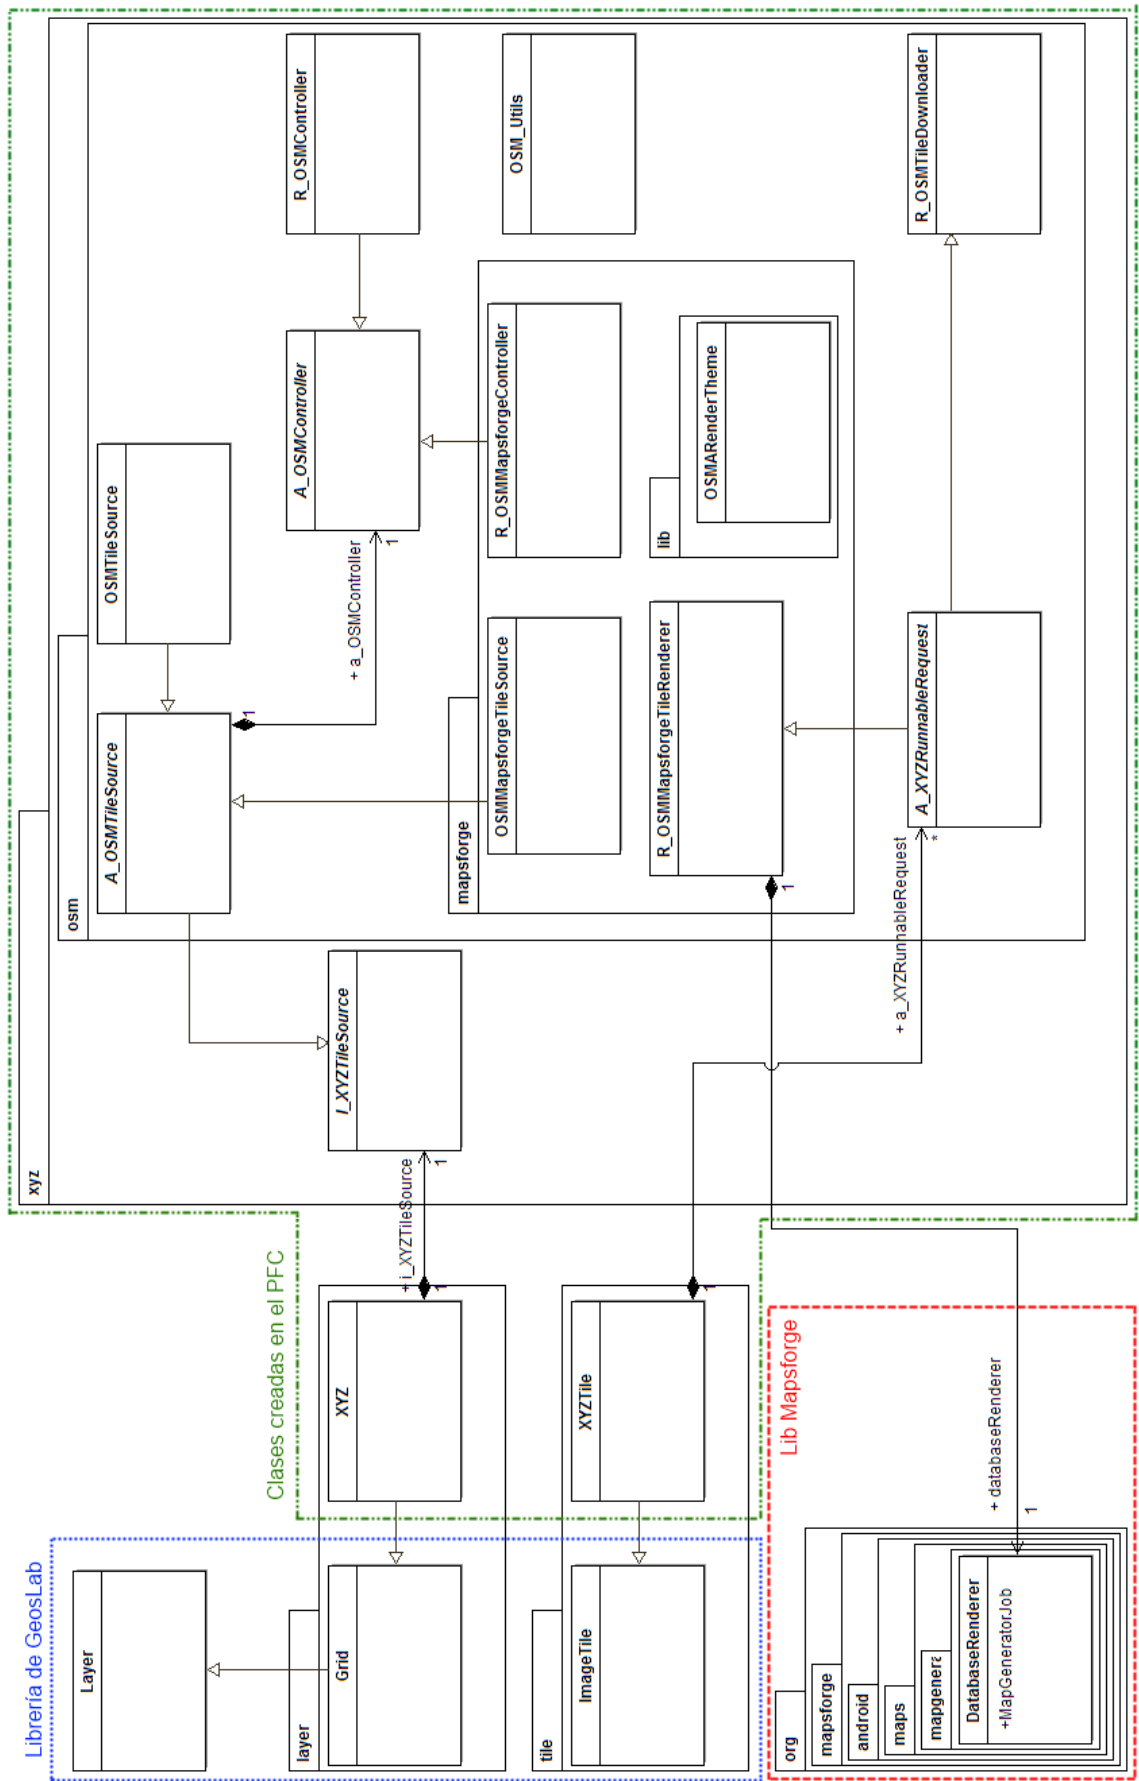 Librería de GeosLab
Layer
layer
Grid
tile
ImageTile
Clases creadas en el PFC
XYZ
+ i_XYZTileSource
1
1
XYZTile
1
Lib Mapsforge
org
mapsforge
android
maps
mapgenera
DatabaseRenderer
+MapGeneratorJob
+ databaseRenderer
1
xyz
I_XYZTileSource
osm
A_OSMTileSource
1
OSMTileSource
+ a_OSMController
1
A_OSMController
R_OSMController
mapsforge
OSMMapsforgeTileSource
R_OSMMapsforgeController
R_OSMMapsforgeTileRenderer
1
lib
OSMARenderTheme
OSM_Utils
+ a_XYZRunnableRequest
*
A_XYZRunnableRequest
R_OSMTileDownloader